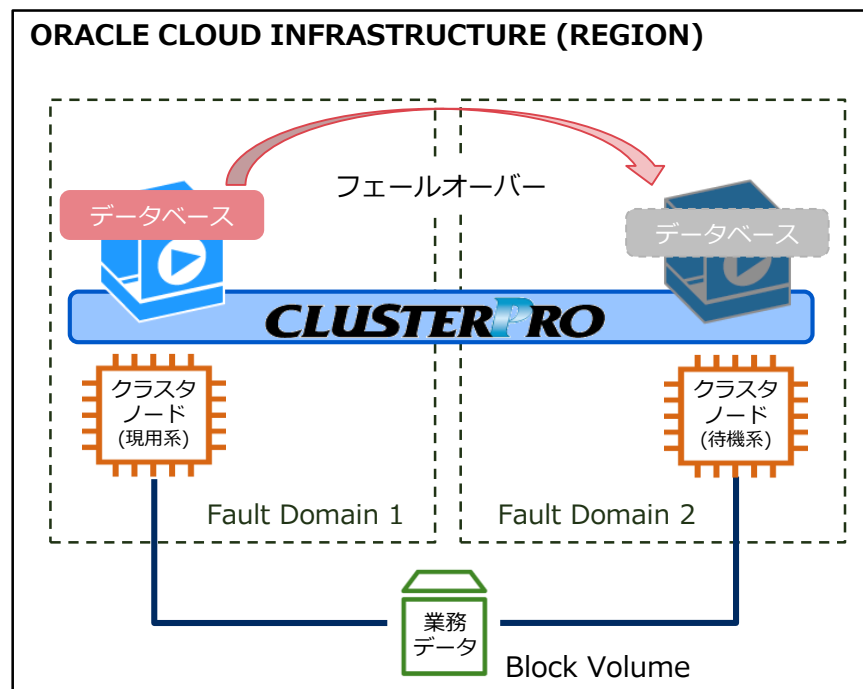 ORACLE CLOUD INFRASTRUCTURE (REGION)
フェールオーバー
データベース
データベース
CLUSTERPRO
クラスタ
ノード
(現用系)
クラスタ
ノード
(待機系)
Fault Domain 1
Fault Domain 2
業務
データ
Block Volume